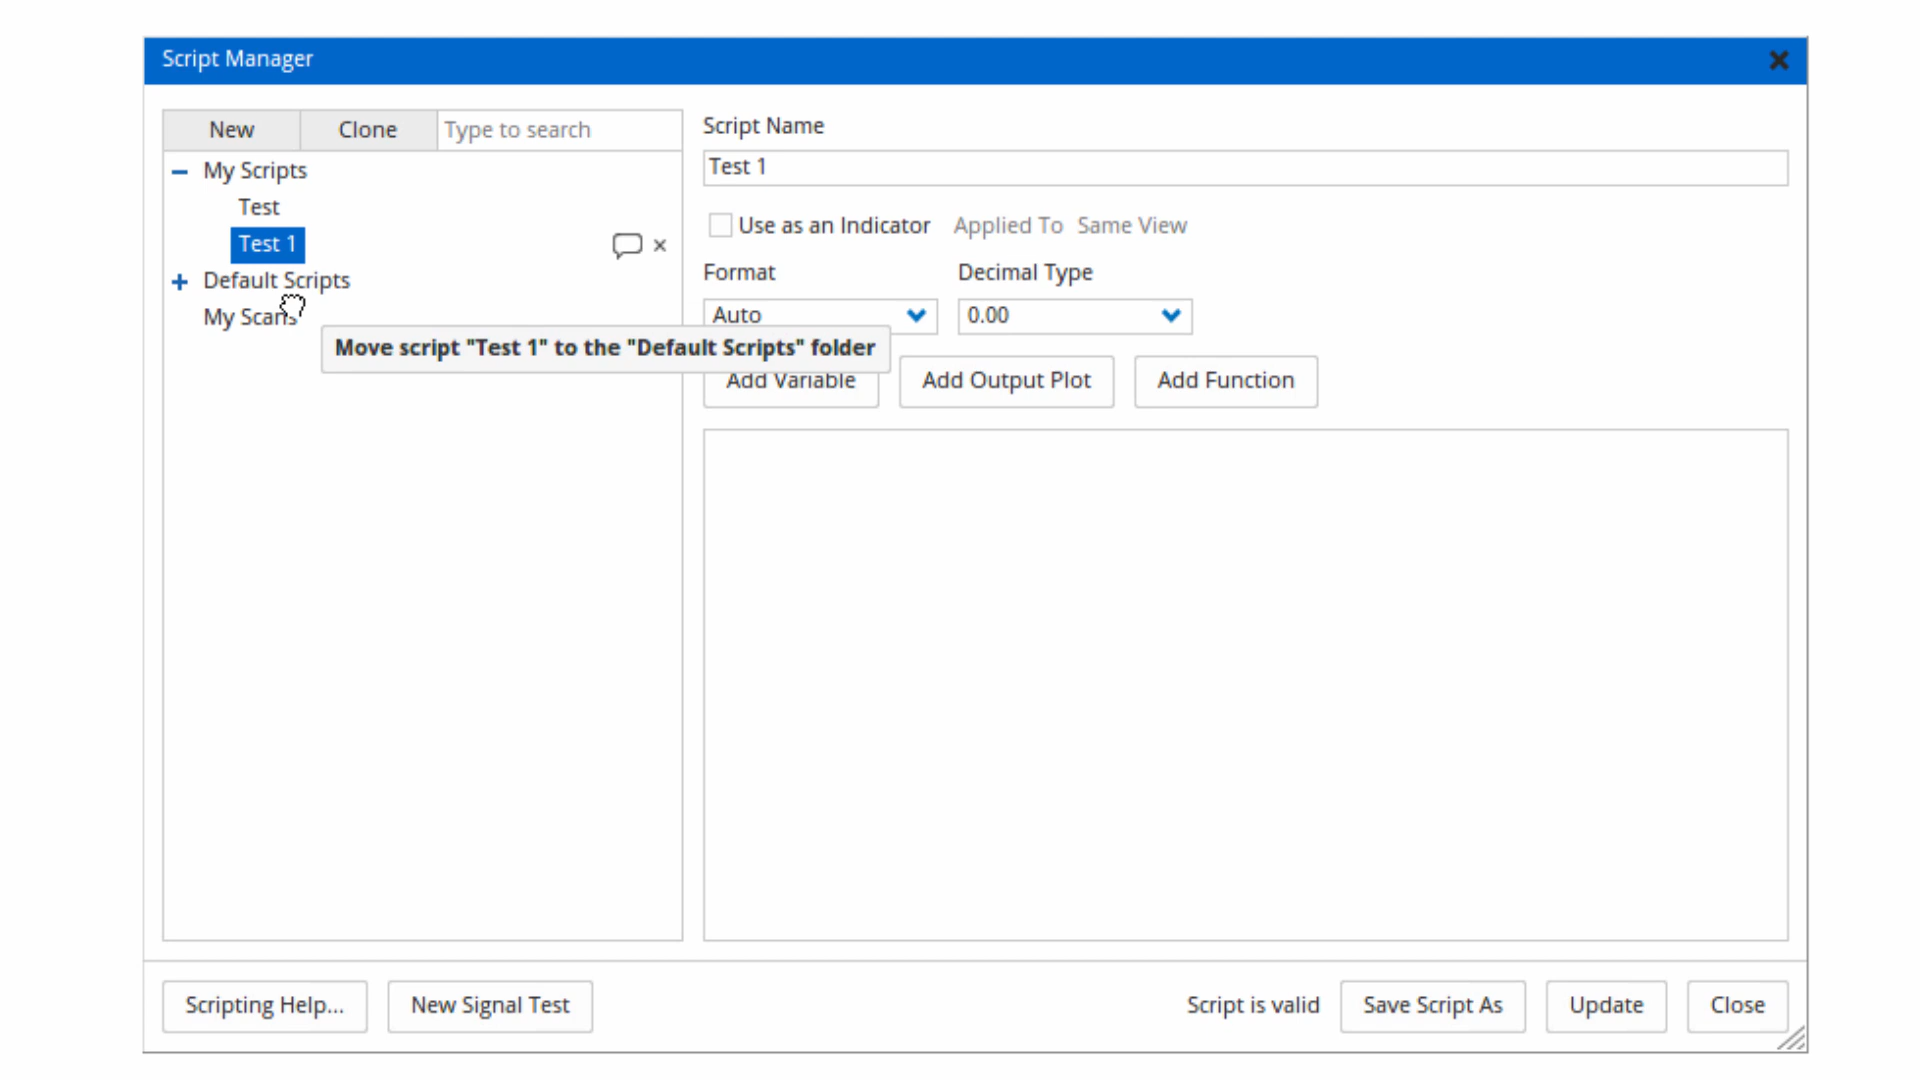 Script Manager
New Clone Type to search
My Scripts
Test
Test 1
Default Scripts
My Scans
Script Name
Test 1
Use as an Indicator Applied To Same View
Format Decimal Type
Auto 0.00
Move script "Test 1" to the "Default Scripts" folder
Add Variable Add Output Plot Add Function
Scripting Help... New Signal Test Script is valid Save Script As Update Close